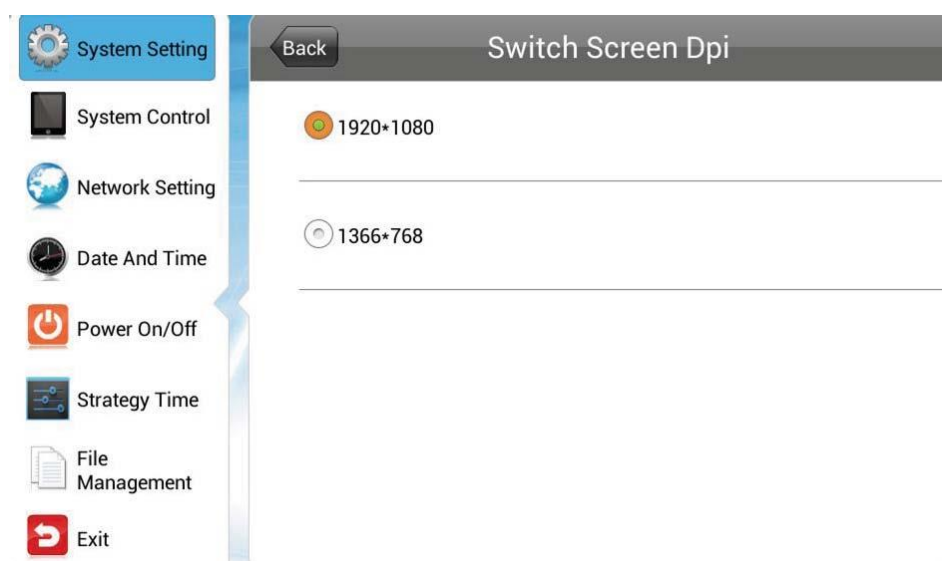 System Setting
System Control
Network Setting
Date And Time
Power On/Off
Strategy Time
File
Management
Exit
Back
Switch Screen Dpi
1920*1080
1366*768